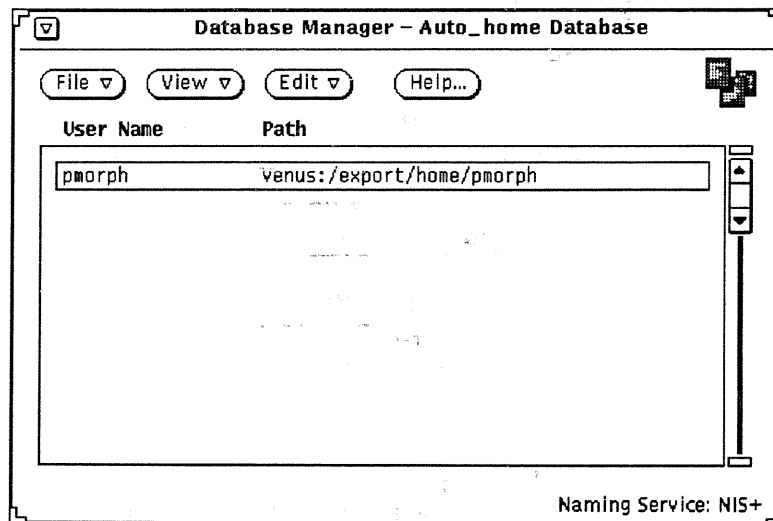 Database Manager – Auto_home Database
File View Edit Help...
User Name Path
pmorph venus:/export/home/pmorph
Naming Service: NIS+